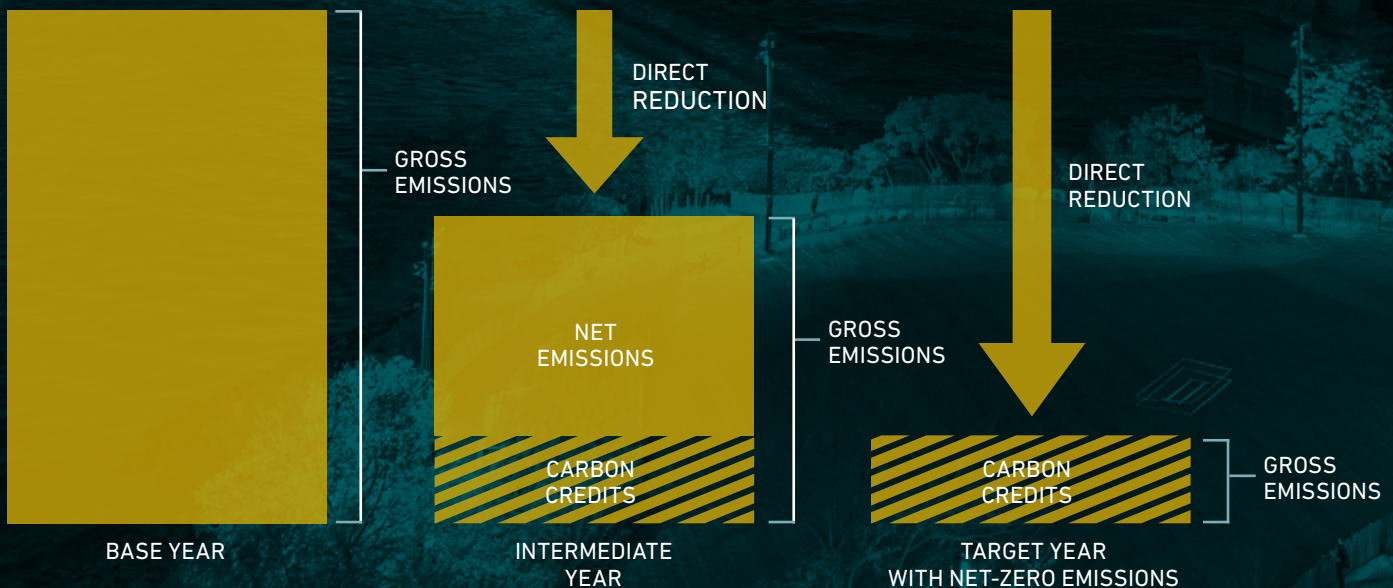 GROSS
EMISSIONS
BASE YEAR
DIRECT
REDUCTION
NET
EMISSIONS
CARBON
CREDITS
GROSS
EMISSIONS
INTERMEDIATE
YEAR
DIRECT
REDUCTION
CARBON
CREDITS
GROSS
EMISSIONS
TARGET YEAR
WITH NET-ZERO EMISSIONS